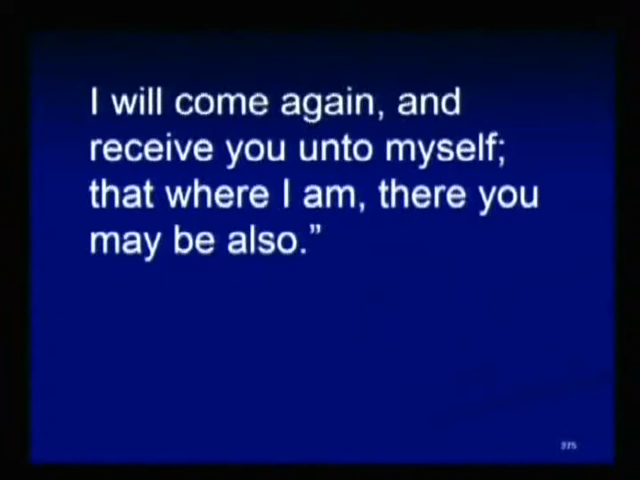 I will come again, and
receive you unto myself;
that where I am, there you
may be also.”